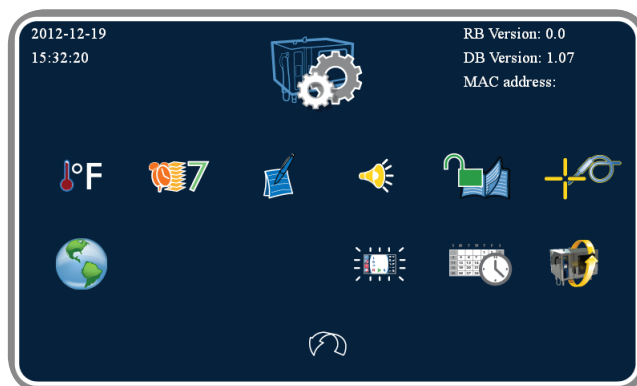 2012-12-19
15:32:20
RB Version: 0.0
DB Version: 1.07
MAC address:
°F
7